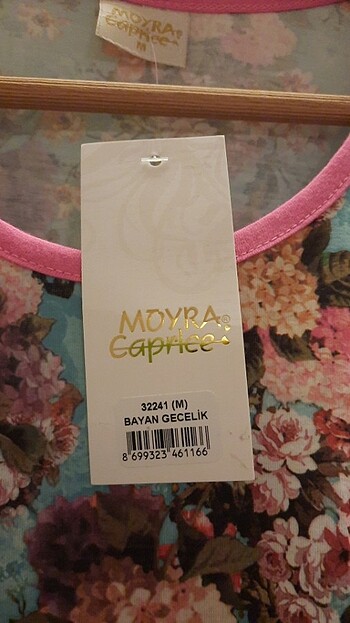 MOYRA
Caprice
M
MOYRA®
Caprice
32241 (M)
BAYAN GECELİK
8 699323 461166